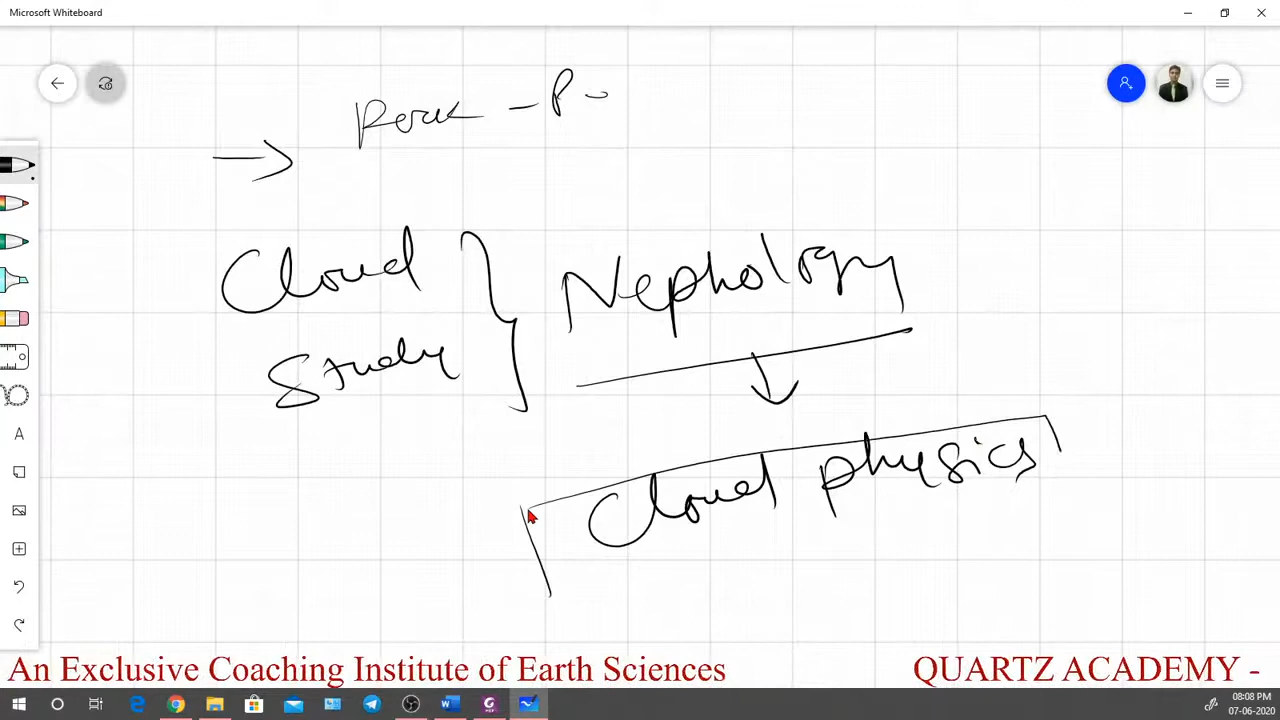 Microsoft Whiteboard
Rock - P
Cloud Study } Nephology
Cloud physics
A
An Exclusive Coaching Institute of Earth Sciences
QUARTZ ACADEMY -
08:08 PM
07-06-2020